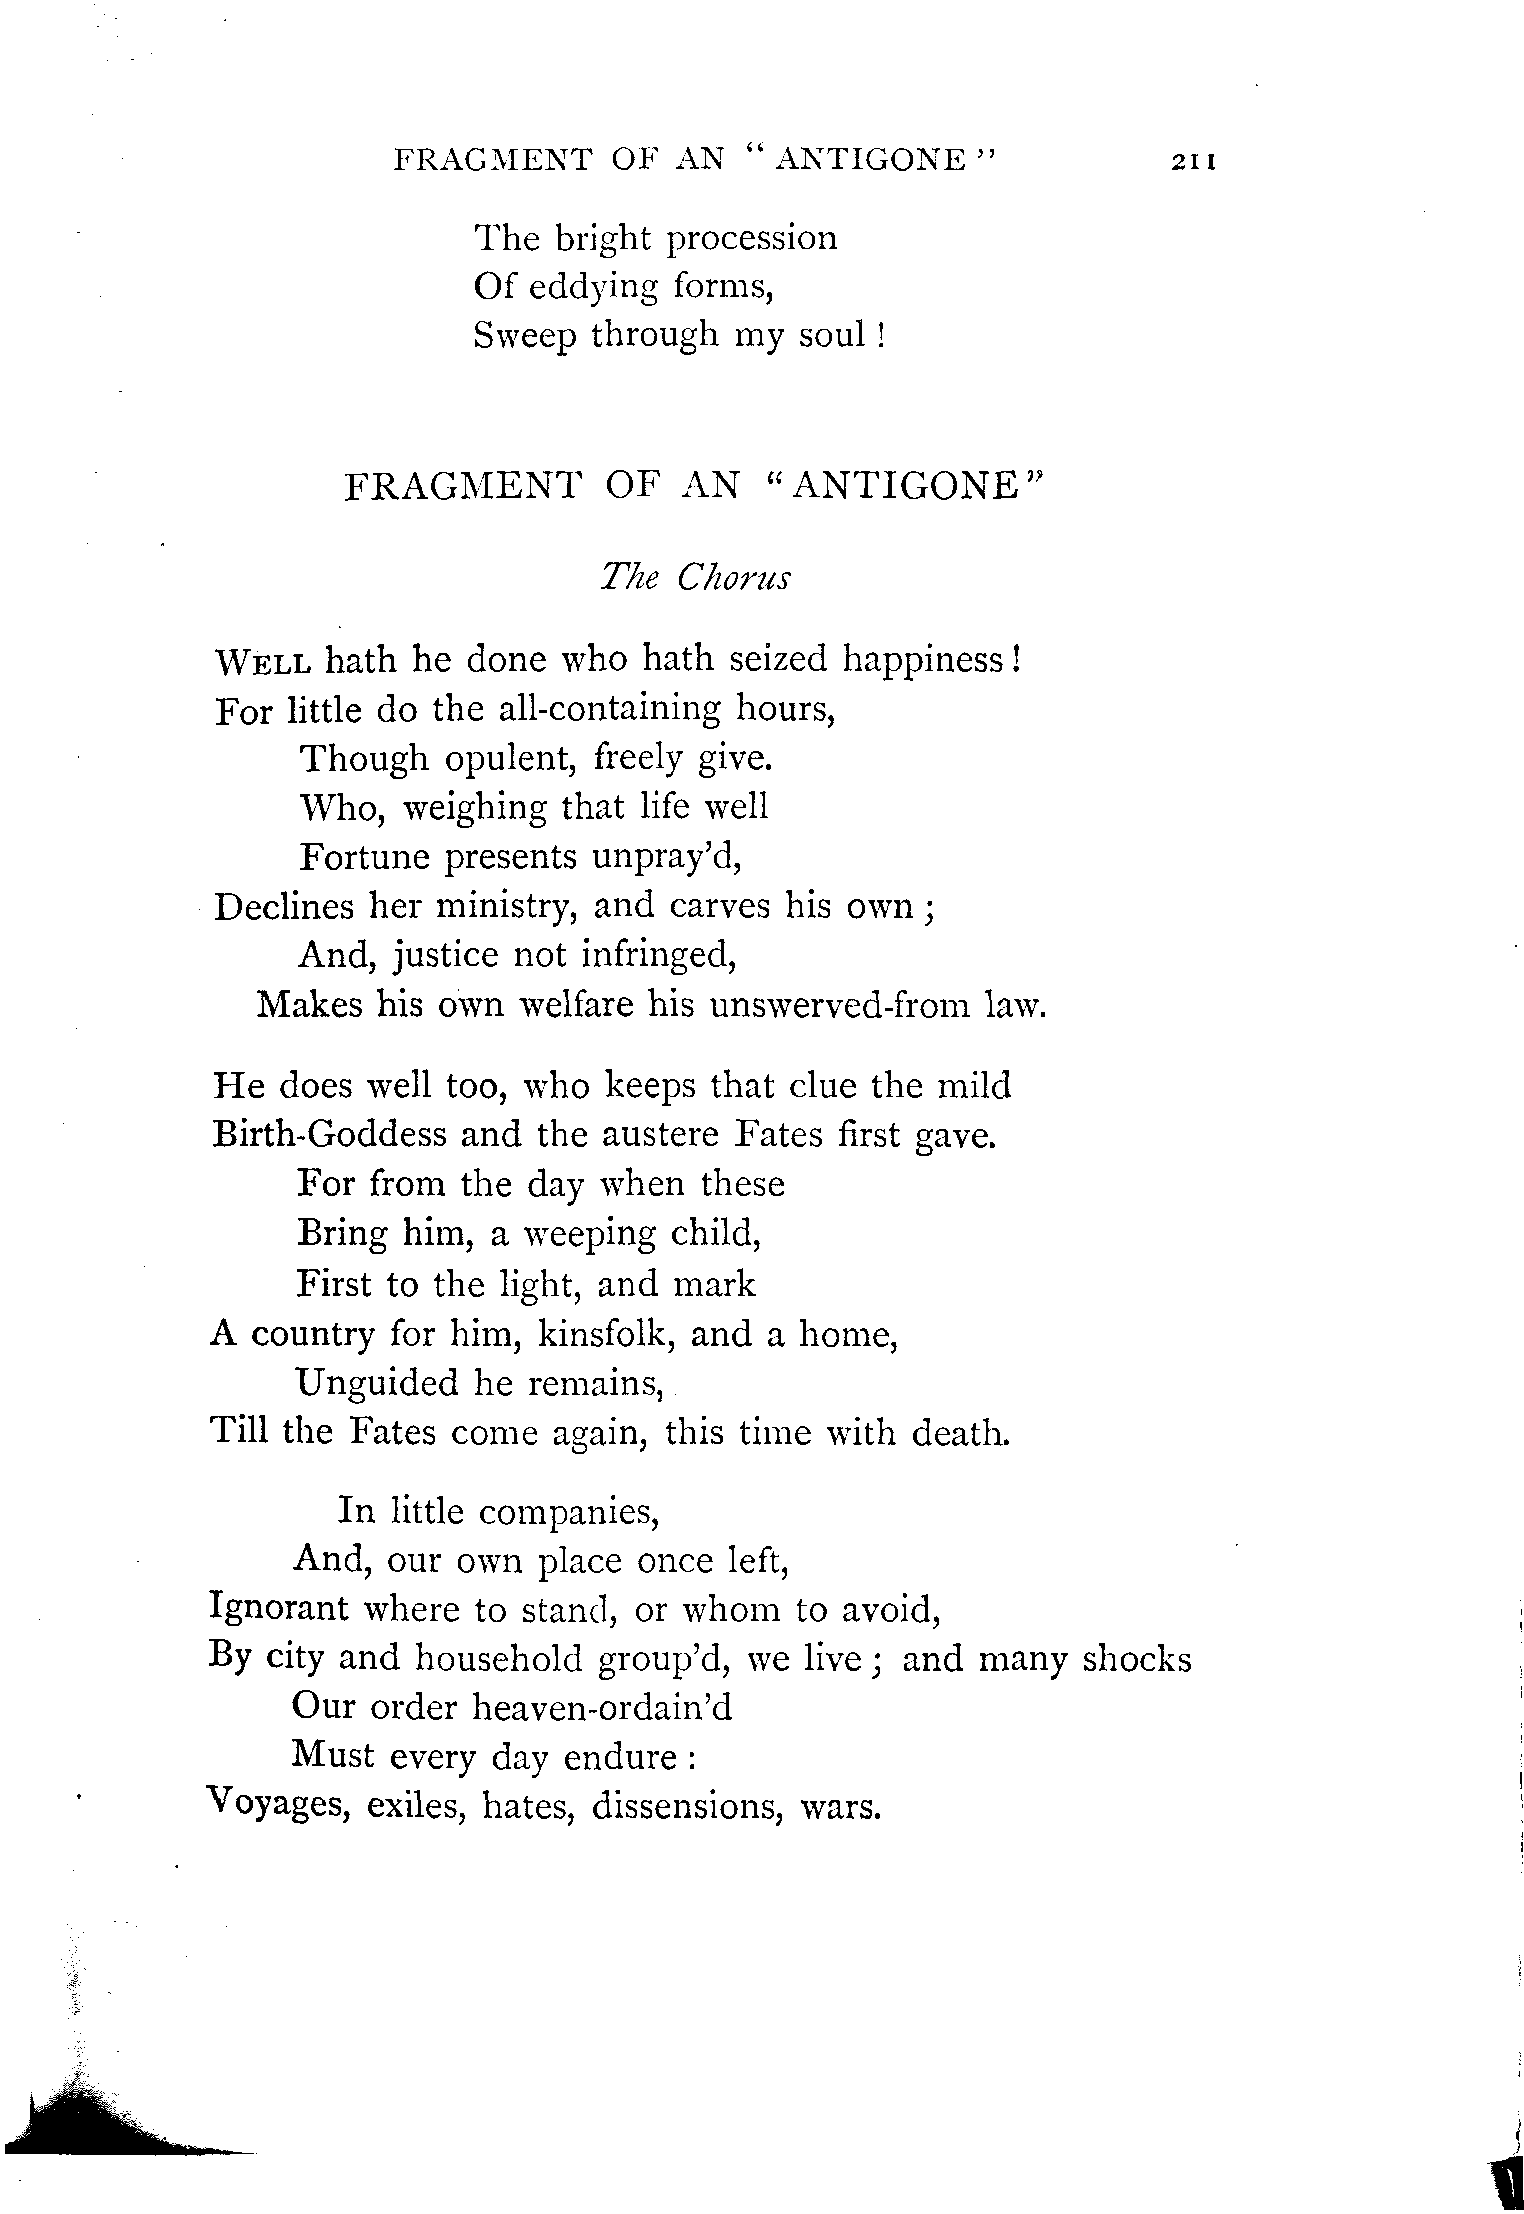 FRAGMENT OF AN “ ANTIGONE ” 211
The bright procession
Of eddying forms,
Sweep through my soul !
FRAGMENT OF AN “ ANTIGONE ”
The Chorus
WELL hath he done who hath seized happiness !
For little do the all-containing hours,
Though opulent, freely give.
Who, weighing that life well
Fortune presents unpray’d,
Declines her ministry, and carves his own ;
And, justice not infringed,
Makes his own welfare his unswerved-from law.
He does well too, who keeps that clue the mild
Birth-Goddess and the austere Fates first gave.
For from the day when these
Bring him, a weeping child,
First to the light, and mark
A country for him, kinsfolk, and a home,
Unguided he remains,
Till the Fates come again, this time with death.
In little companies,
And, our own place once left,
Ignorant where to stand, or whom to avoid,
By city and household group’d, we live ; and many shocks
Our order heaven-ordain’d
Must every day endure :
Voyages, exiles, hates, dissensions, wars.